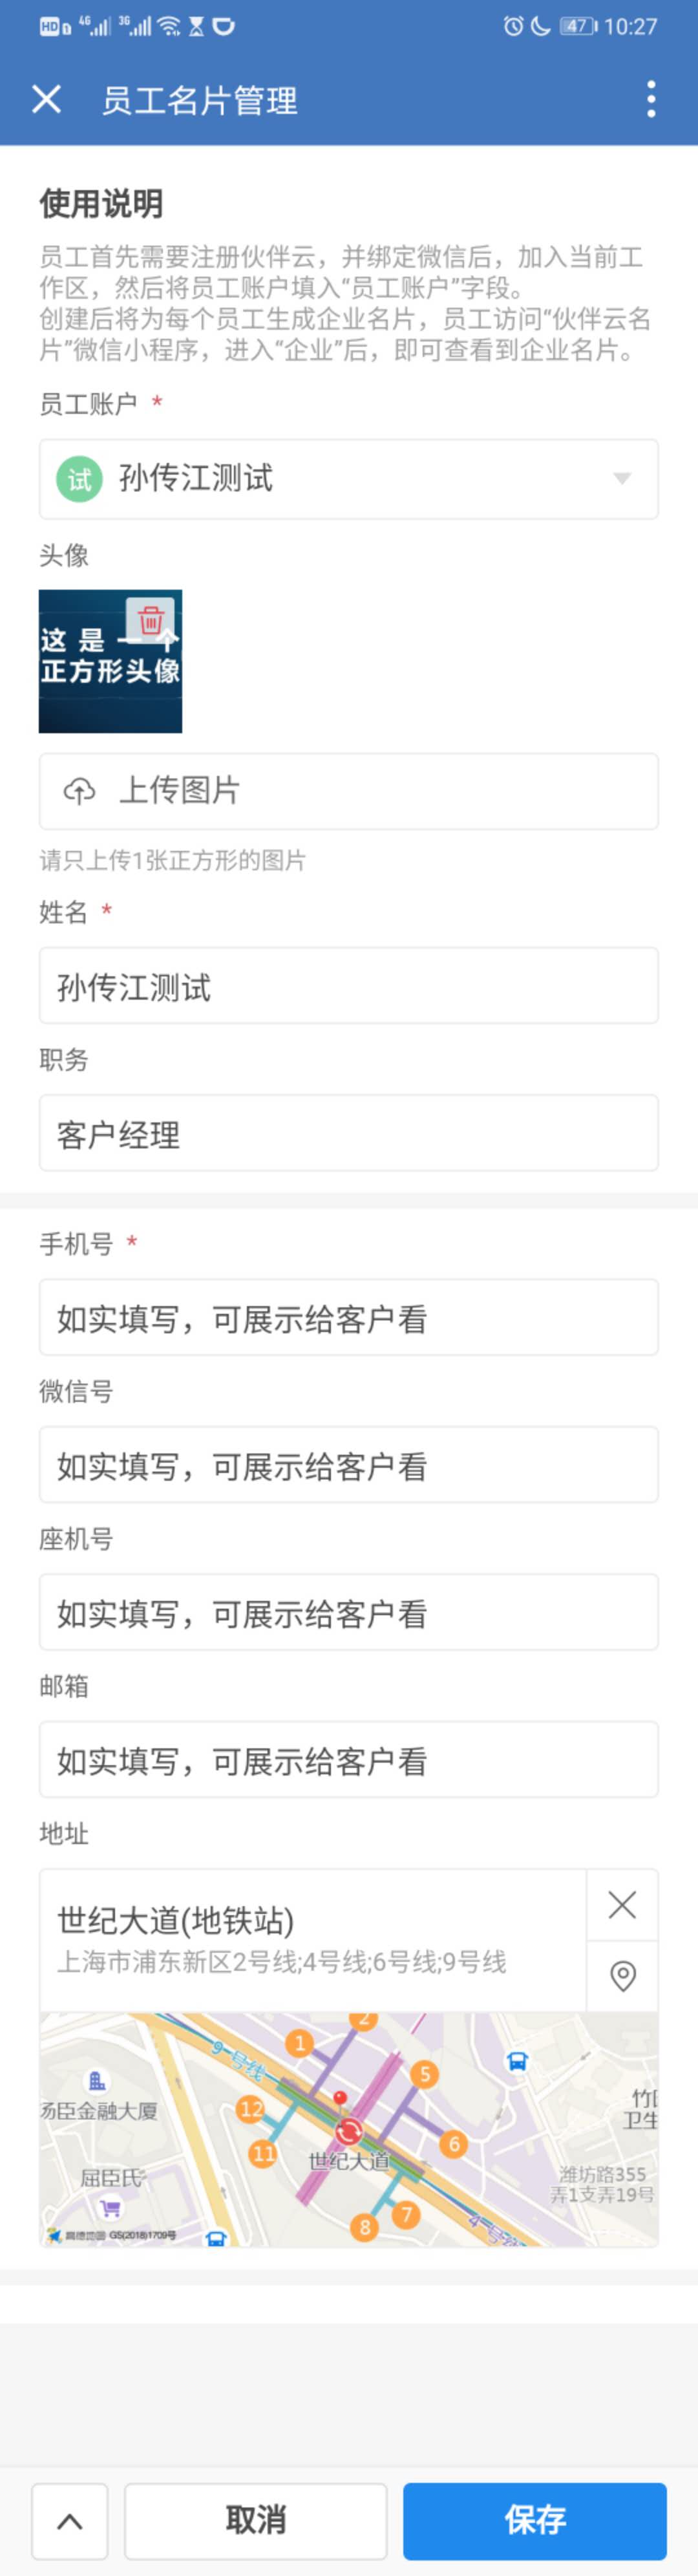 HD 4G 3G 47 10:27
员工名片管理
使用说明
员工首先需要注册伙伴云，并绑定微信后，加入当前工
作区，然后将员工账户填入“员工账户”字段。
创建后将为每个员工生成企业名片，员工访问“伙伴云名
片”微信小程序，进入“企业”后，即可查看到企业名片。
员工账户 *
试 孙传江测试
头像
这是一个
正方形头像
上传图片
请只上传1张正方形的图片
姓名 *
孙传江测试
职务
客户经理
手机号 *
如实填写，可展示给客户看
微信号
如实填写，可展示给客户看
座机号
如实填写，可展示给客户看
邮箱
如实填写，可展示给客户看
地址
世纪大道(地铁站)
上海市浦东新区2号线;4号线;6号线;9号线
2
1
9号线
5
12
汤臣金融大厦
11
6
世纪大道
卫生
屈臣氏
潍坊路355
弄1支弄19号
7
8
4号线
高德地图 GS(2018)1709号
取消
保存